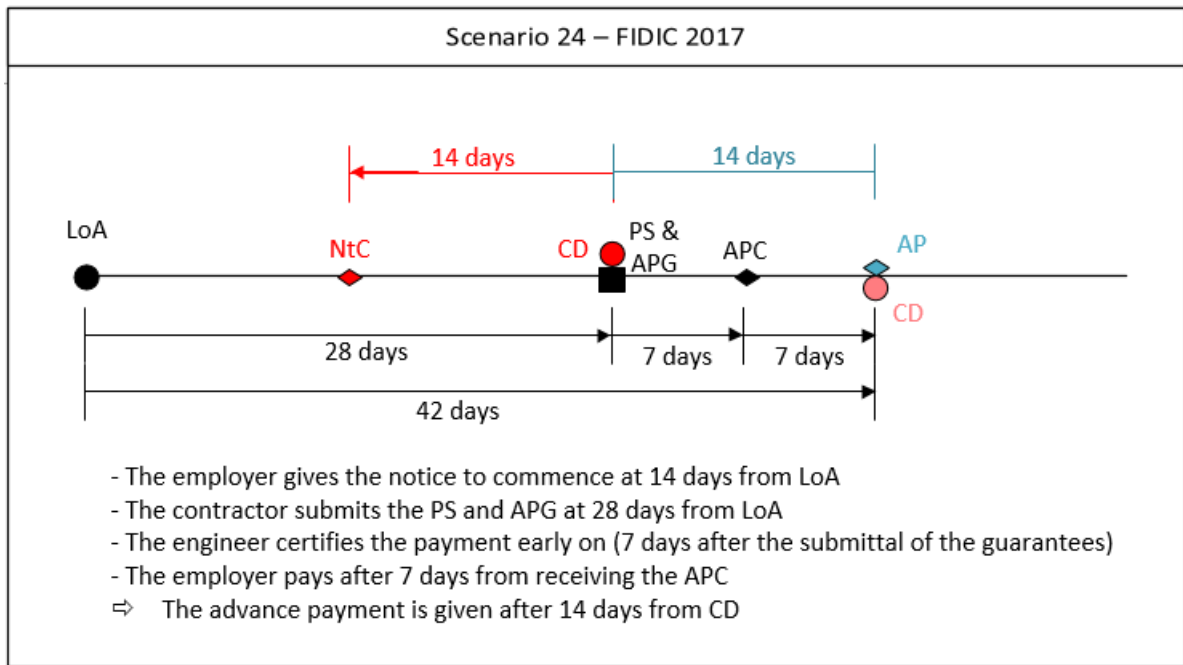 Scenario 24 – FIDIC 2017
14 days
14 days
LoA
NtC
CD
PS &
APG
APC
AP
CD
28 days
7 days
7 days
42 days
- The employer gives the notice to commence at 14 days from LoA
- The contractor submits the PS and APG at 28 days from LoA
- The engineer certifies the payment early on (7 days after the submittal of the guarantees)
- The employer pays after 7 days from receiving the APC
⇨ The advance payment is given after 14 days from CD